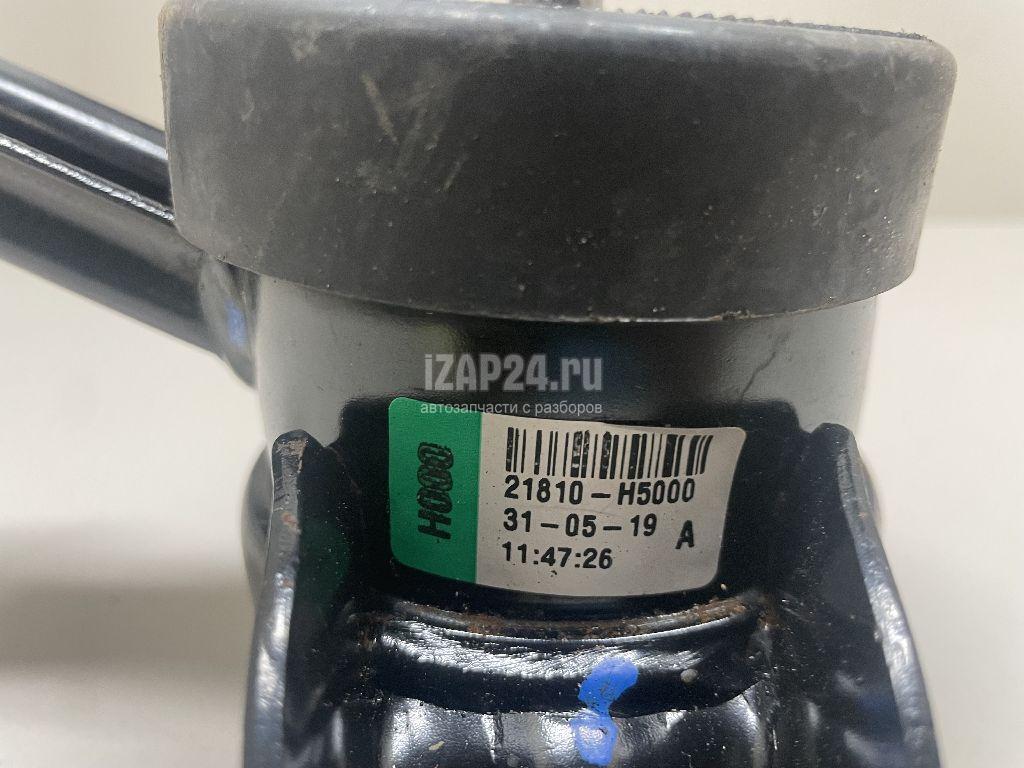 iZAP24.ru
автозапчасти с разборов
H000
21810-H5000
31-05-19 A
11:47:26